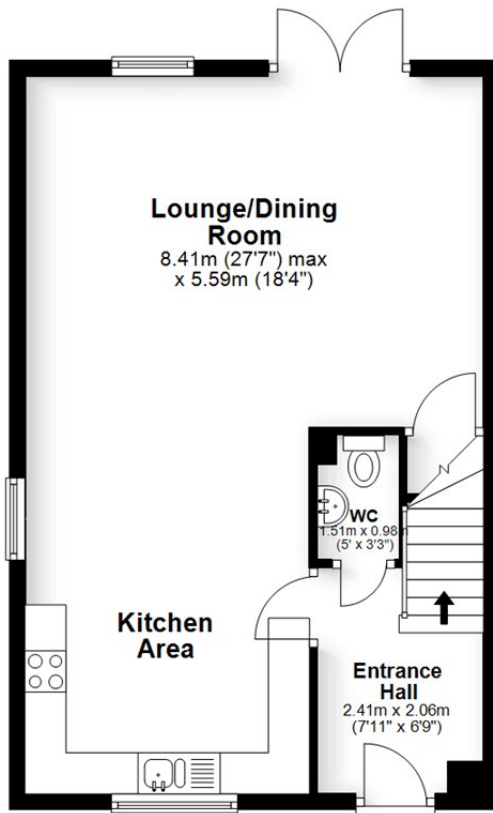 Lounge/Dining
Room
8.41m (27'7") max
x 5.59m (18'4")
WC
1.51m x 0.98m
(5' x 3'3")
Kitchen
Area
Entrance
Hall
2.41m x 2.06m
(7'11" x 6'9")